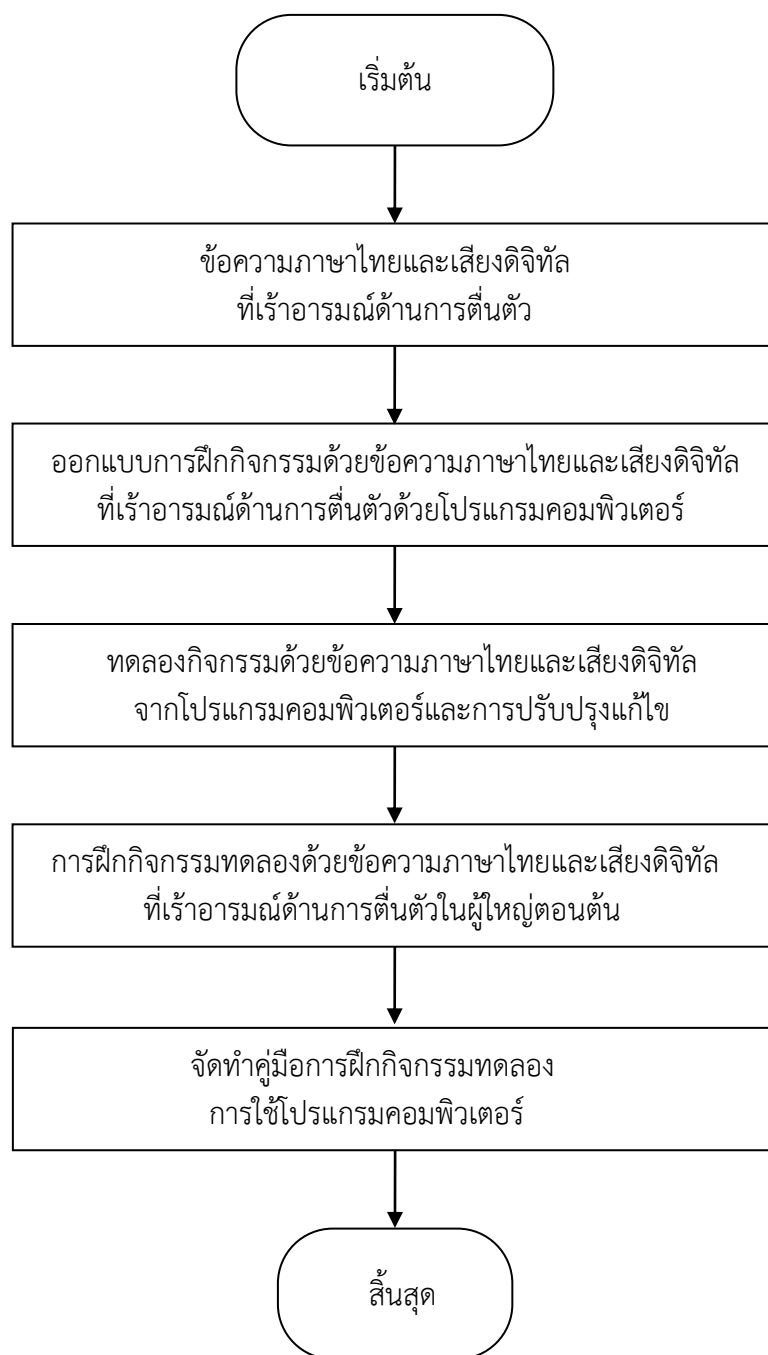 เริ่มต้น
ข้อความภาษาไทยและเสียงดิจิทัล
ที่เร้าอารมณ์ด้านการตื่นตัว
ออกแบบการฝึกกิจกรรมด้วยข้อความภาษาไทยและเสียงดิจิทัล
ที่เร้าอารมณ์ด้านการตื่นตัวด้วยโปรแกรมคอมพิวเตอร์
ทดลองกิจกรรมด้วยข้อความภาษาไทยและเสียงดิจิทัล
จากโปรแกรมคอมพิวเตอร์และการปรับปรุงแก้ไข
การฝึกกิจกรรมทดลองด้วยข้อความภาษาไทยและเสียงดิจิทัล
ที่เร้าอารมณ์ด้านการตื่นตัวในผู้ใหญ่ตอนต้น
จัดทำคู่มือการฝึกกิจกรรมทดลอง
การใช้โปรแกรมคอมพิวเตอร์
สิ้นสุด